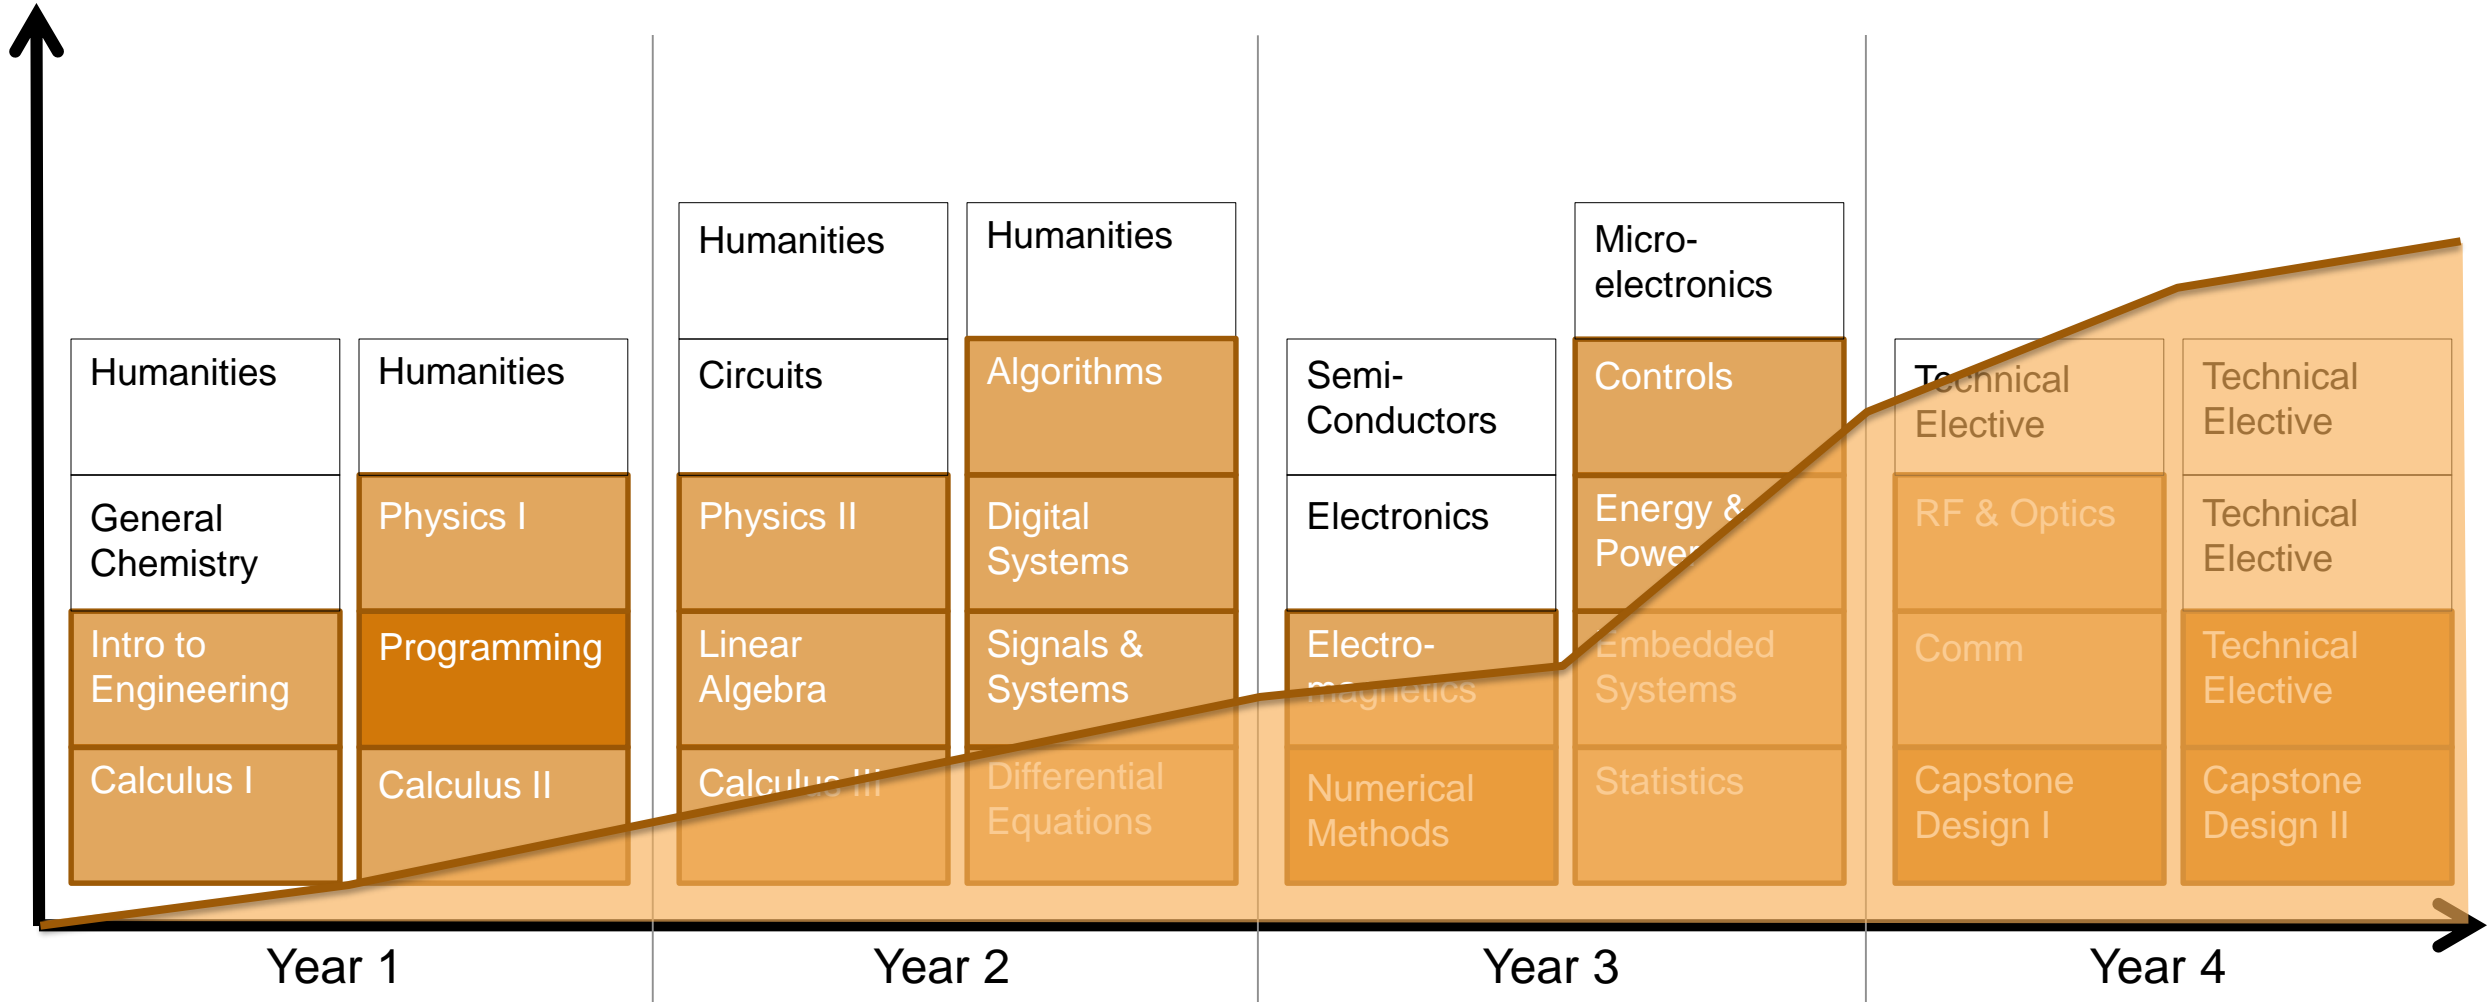 Humanities
General
Chemistry
Intro to
Engineering
Calculus I
Humanities
Physics I
Programming
Calculus II
Humanities
Circuits
Physics II
Linear
Algebra
Calculus III
Humanities
Algorithms
Digital
Systems
Signals &
Systems
Differential
Equations
Semi-
Conductors
Electronics
Electro-
magnetics
Numerical
Methods
Micro-
electronics
Controls
Energy &
Power
Embedded
Systems
Statistics
Technical
Elective
RF & Optics
Comm
Capstone
Design I
Technical
Elective
Technical
Elective
Technical
Elective
Capstone
Design II
Year 1
Year 2
Year 3
Year 4